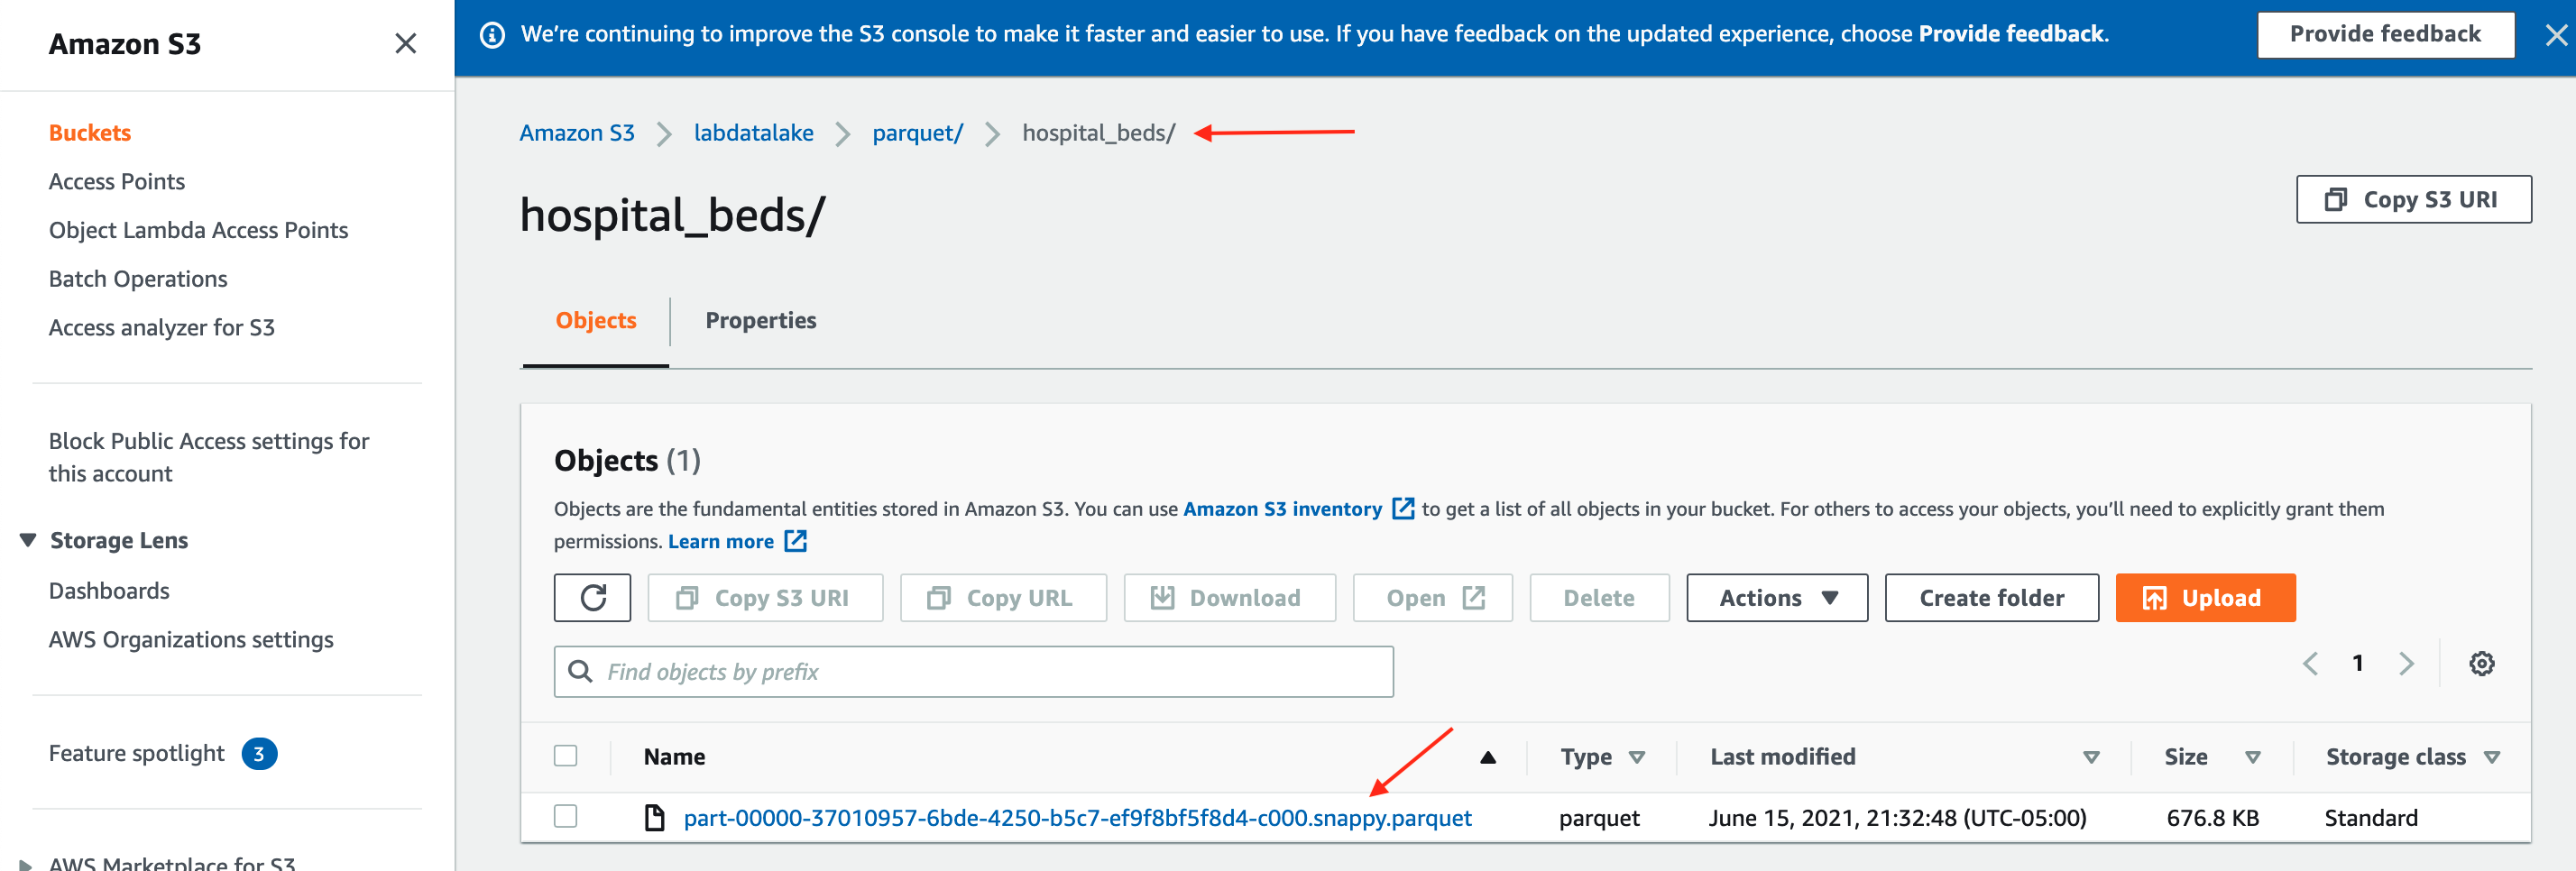 Amazon S3
We're continuing to improve the S3 console to make it faster and easier to use. If you have feedback on the updated experience, choose Provide feedback.
Provide feedback
Buckets
Access Points
Object Lambda Access Points
Batch Operations
Access analyzer for S3
Block Public Access settings for
this account
Storage Lens
Dashboards
AWS Organizations settings
Feature spotlight 3
AWS Marketplace for S3
Amazon S3 labdatalake parquet/ hospital_beds/
hospital_beds/
Copy S3 URI
Objects Properties
Objects (1)
Objects are the fundamental entities stored in Amazon S3. You can use Amazon S3 inventory to get a list of all objects in your bucket. For others to access your objects, you'll need to explicitly grant them
permissions. Learn more
Copy S3 URI Copy URL Download Open Delete Actions Create folder Upload
Find objects by prefix
1
Name Type Last modified Size Storage class
part-00000-37010957-6bde-4250-b5c7-ef9f8bf5f8d4-c000.snappy.parquet parquet June 15, 2021, 21:32:48 (UTC-05:00) 676.8 KB Standard